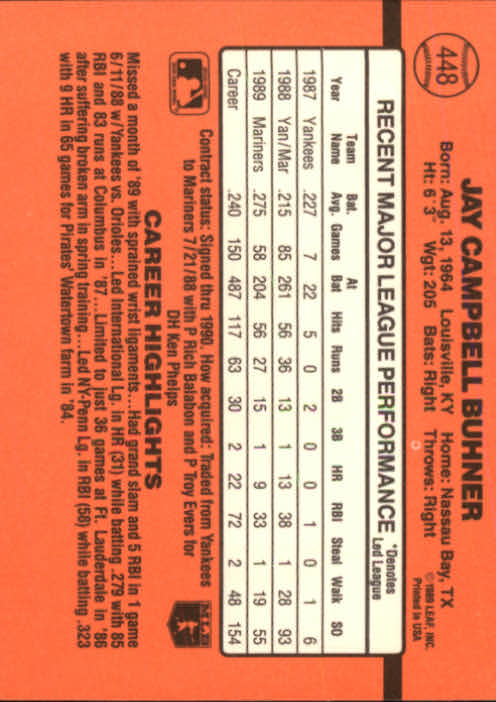 448
JAY CAMPBELL BUHNER
Born: Aug. 13, 1964 Louisville, KY Home: Nassau Bay, TX
Ht: 6' 3" Wgt: 205 Bats: Right Throws: Right
© 1989 LEAF, INC.
Printed in USA
RECENT MAJOR LEAGUE PERFORMANCE *Denotes Led League
Year Team Name Bat. Avg. Games At Bat Hits Runs 2B 3B HR RBI Steal Walk SO
1987 Yankees .227 7 22 5 0 2 0 0 1 0 1 6
1988 Yan/Mar .215 85 261 56 36 13 1 13 38 1 28 93
1989 Mariners .275 58 204 56 27 15 1 9 33 1 19 55
Career .240 150 487 117 63 30 2 22 72 2 48 154
Contract status: Signed thru 1990. How acquired: Traded from Yankees
to Mariners 7/21/88 with P Rich Balabon and P Troy Evers for
DH Ken Phelps
MLB
CAREER HIGHLIGHTS
Missed a month of '89 with sprained wrist ligaments...Had grand slam and 5 RBI in 1 game
6/11/88 w/Yankees vs. Orioles...Led International Lg. in HR (31) while batting .279 with 85
RBI and 83 runs at Columbus in '87...Limited to just 36 games at Ft. Lauderdale in '86
after suffering broken arm in spring training...Led NY-Penn Lg. in RBI (58) while batting .323
with 9 HR in 65 games for Pirates' Watertown farm in '84.